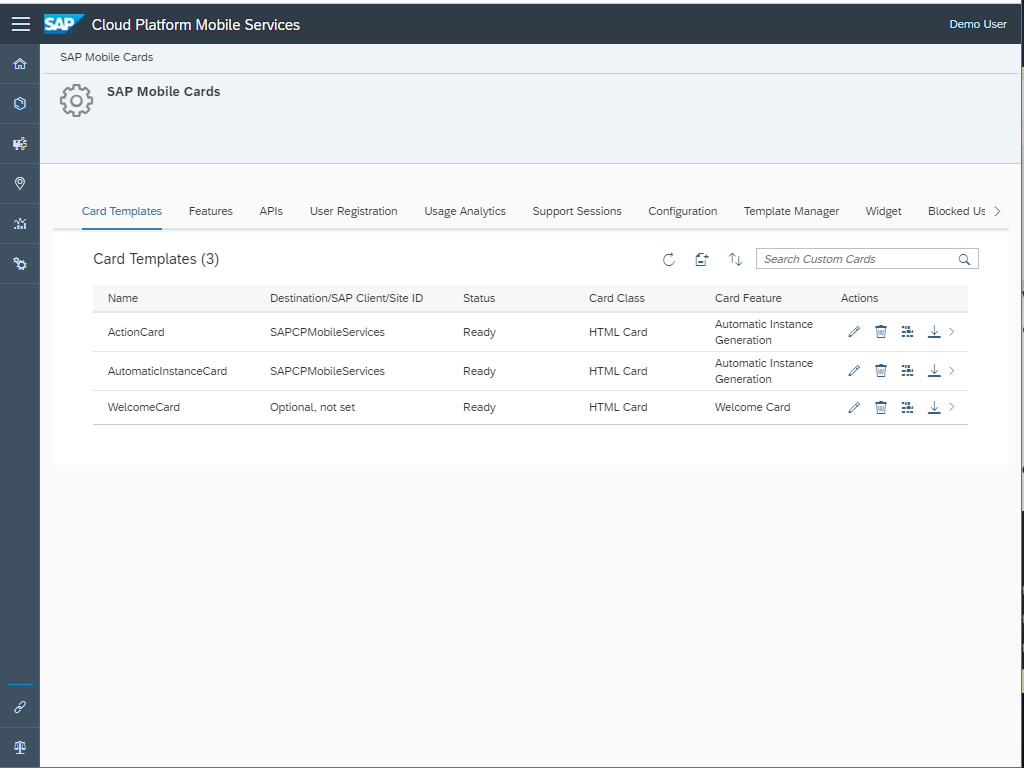 SAP Cloud Platform Mobile Services Demo User
SAP Mobile Cards
SAP Mobile Cards
Card Templates Features APIs User Registration Usage Analytics Support Sessions Configuration Template Manager Widget Blocked Us
Card Templates (3) Search Custom Cards
Name Destination/SAP Client/Site ID Status Card Class Card Feature Actions
ActionCard SAPCPMobileServices Ready HTML Card Automatic Instance
Generation
AutomaticInstanceCard SAPCPMobileServices Ready HTML Card Automatic Instance
Generation
WelcomeCard Optional, not set Ready HTML Card Welcome Card